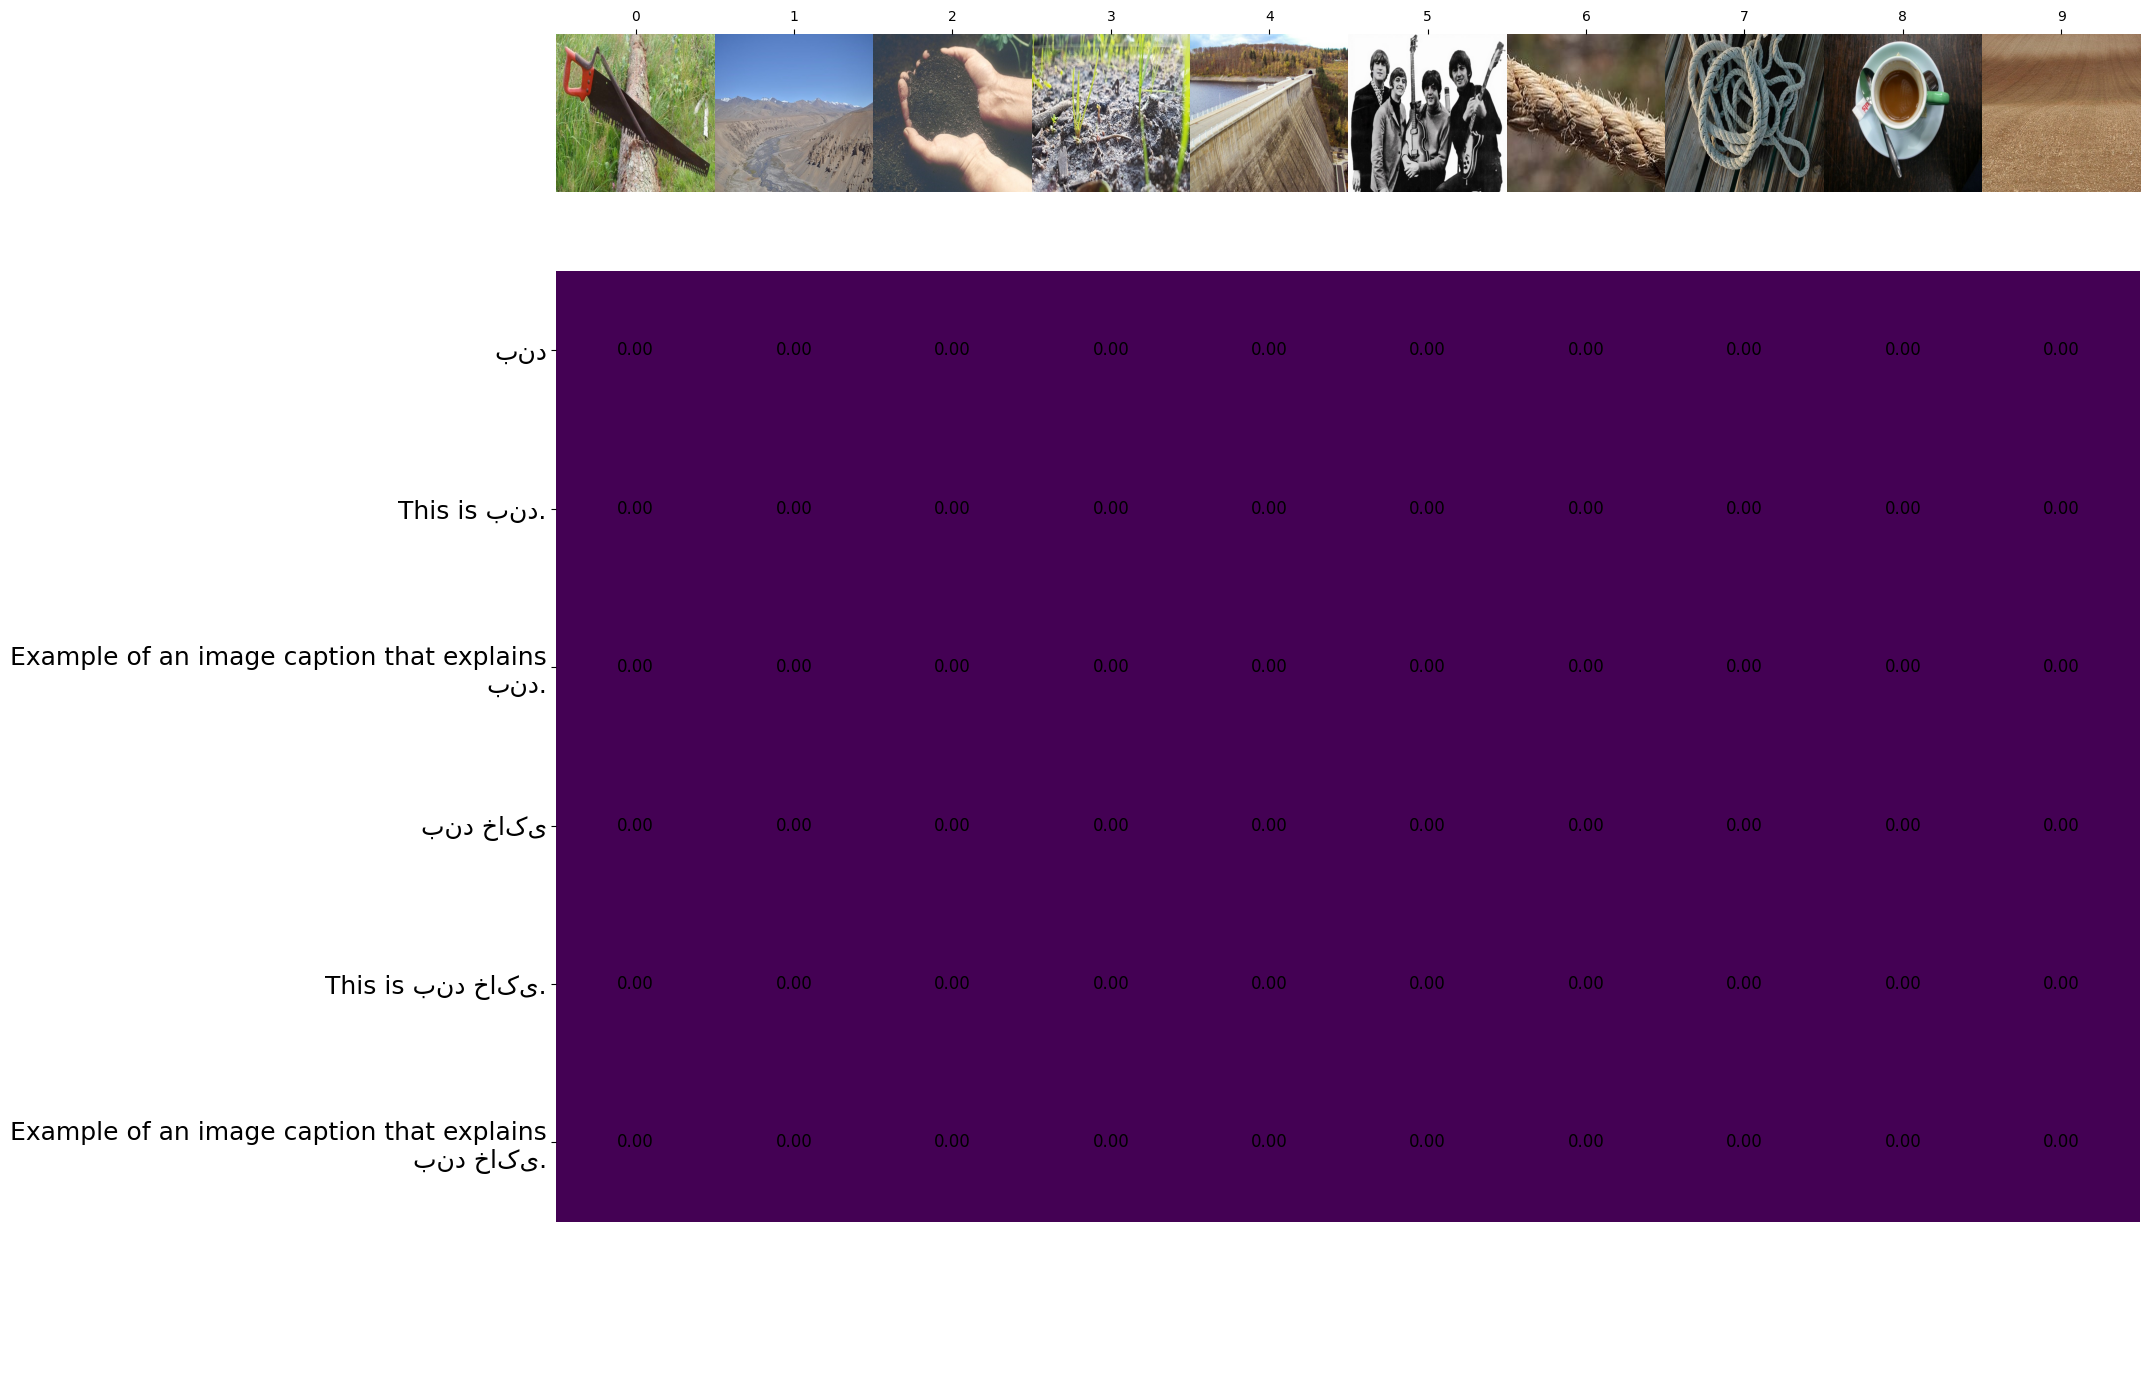 0 1 2 3 4 5 6 7 8 9
بند 0.00 0.00 0.00 0.00 0.00 0.00 0.00 0.00 0.00 0.00
This is بند. 0.00 0.00 0.00 0.00 0.00 0.00 0.00 0.00 0.00 0.00
Example of an image caption that explains
بند. 0.00 0.00 0.00 0.00 0.00 0.00 0.00 0.00 0.00 0.00
بند خاکی 0.00 0.00 0.00 0.00 0.00 0.00 0.00 0.00 0.00 0.00
This is بند خاکی. 0.00 0.00 0.00 0.00 0.00 0.00 0.00 0.00 0.00 0.00
Example of an image caption that explains
بند خاکی. 0.00 0.00 0.00 0.00 0.00 0.00 0.00 0.00 0.00 0.00